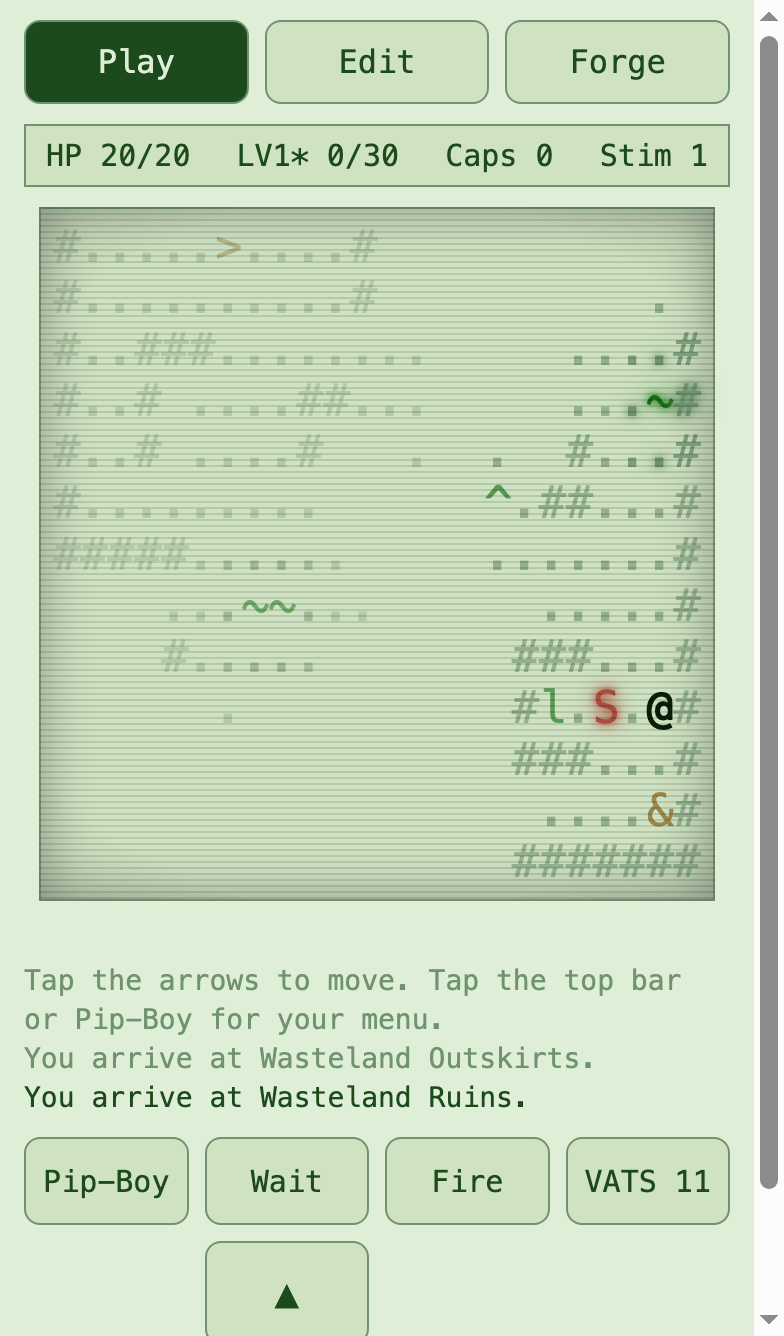 Play Edit Forge
HP 20/20 LV1* 0/30 Caps 0 Stim 1
#.....>....#
#..........#          .
#..###........     ....#
#..# ....##...     ...~#
#..# ....#   .  . #...#
#.........      ^.##...#
#####......     .......#
...~~...      .....#
#.....       ###...#
.          #l.S.@#
###...#
....&#
#######
Tap the arrows to move. Tap the top bar
or Pip-Boy for your menu.
You arrive at Wasteland Outskirts.
You arrive at Wasteland Ruins.
Pip-Boy Wait Fire VATS 11
▲